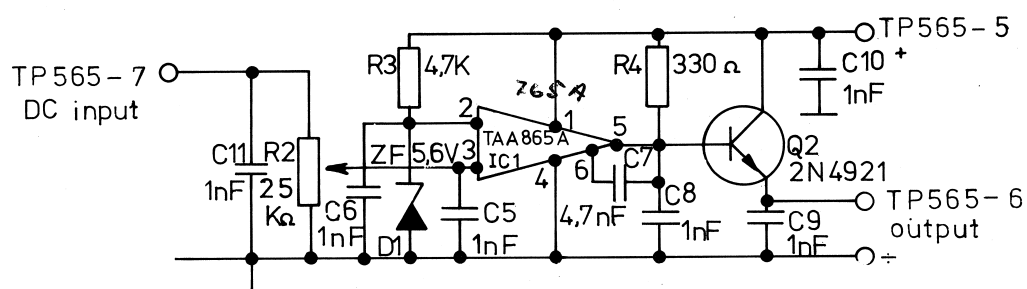 TP565-5
TP565-7
DC input
R3
4,7K
R4
330 Ω
C10 +
1nF
765 A
2
1
TAA865A
IC1
3
4
5
6
ZF 5,6V
C11
1nF
R2
25
KΩ
C6
1nF
D1
C5
1nF
C7
4,7nF
C8
1nF
Q2
2N4921
TP565-6
output
C9
1nF
÷